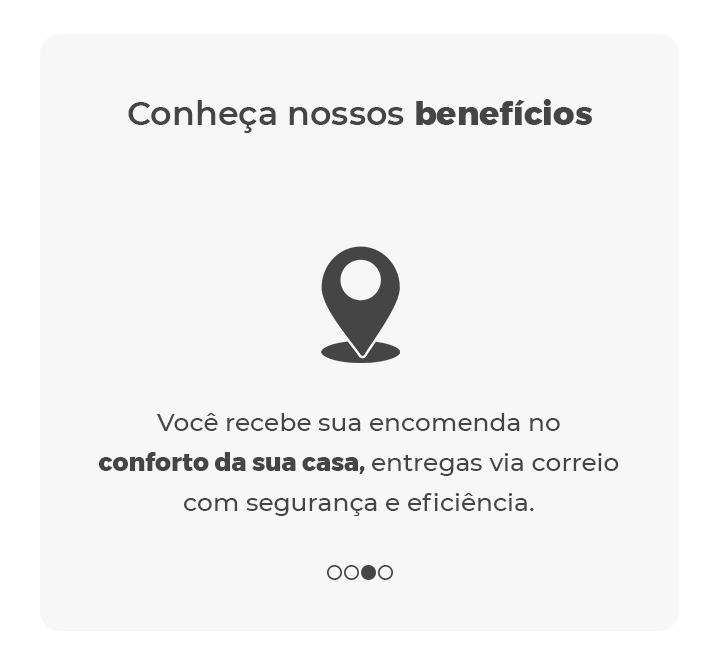 Conheça nossos benefícios
Você recebe sua encomenda no
conforto da sua casa, entregas via correio
com segurança e eficiência.